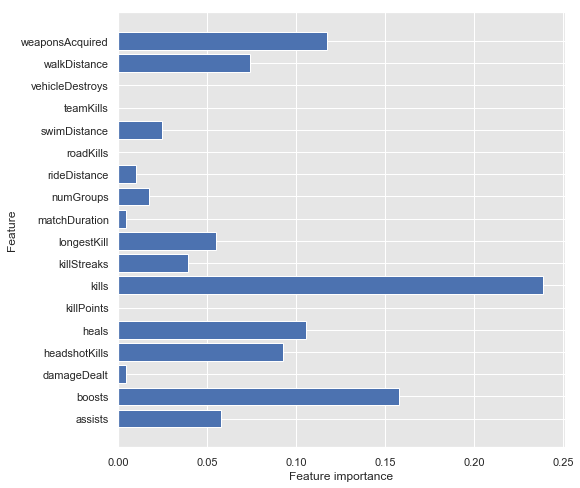 weaponsAcquired
walkDistance
vehicleDestroys
teamKills
swimDistance
roadKills
rideDistance
numGroups
matchDuration
longestKill
killStreaks
kills
killPoints
heals
headshotKills
damageDealt
boosts
assists
Feature
0.00 0.05 0.10 0.15 0.20 0.25
Feature importance